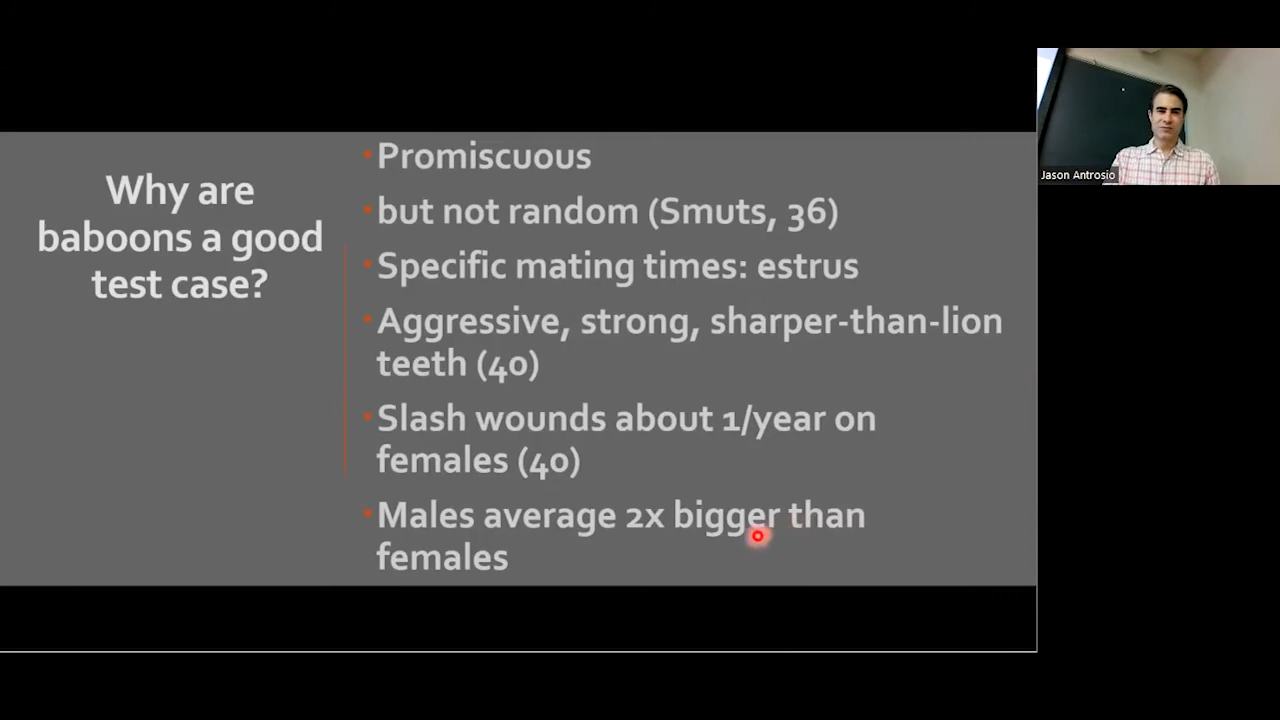 Why are
baboons a good
test case?
• Promiscuous
• but not random (Smuts, 36)
• Specific mating times: estrus
• Aggressive, strong, sharper-than-lion
teeth (40)
• Slash wounds about 1/year on
females (40)
• Males average 2x bigger than
females
Jason Antrosio